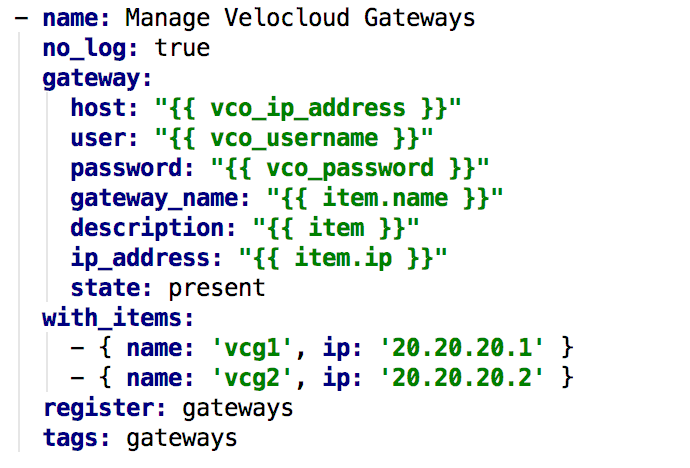 - name: Manage Velocloud Gateways
  no_log: true
  gateway:
    host: "{{ vco_ip_address }}"
    user: "{{ vco_username }}"
    password: "{{ vco_password }}"
    gateway_name: "{{ item.name }}"
    description: "{{ item }}"
    ip_address: "{{ item.ip }}"
    state: present
  with_items:
    - { name: 'vcg1', ip: '20.20.20.1' }
    - { name: 'vcg2', ip: '20.20.20.2' }
  register: gateways
  tags: gateways